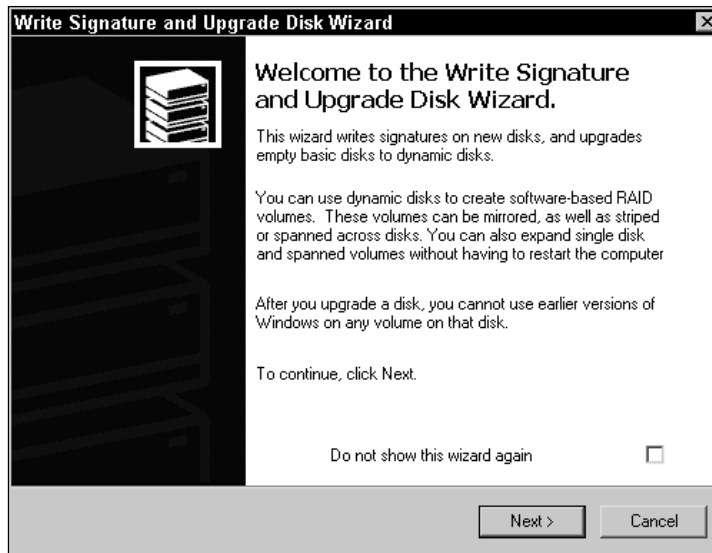 Write Signature and Upgrade Disk Wizard
Welcome to the Write Signature
and Upgrade Disk Wizard.
This wizard writes signatures on new disks, and upgrades
empty basic disks to dynamic disks.
You can use dynamic disks to create software-based RAID
volumes. These volumes can be mirrored, as well as striped
or spanned across disks. You can also expand single disk
and spanned volumes without having to restart the computer
After you upgrade a disk, you cannot use earlier versions of
Windows on any volume on that disk.
To continue, click Next.
Do not show this wizard again
Next >
Cancel